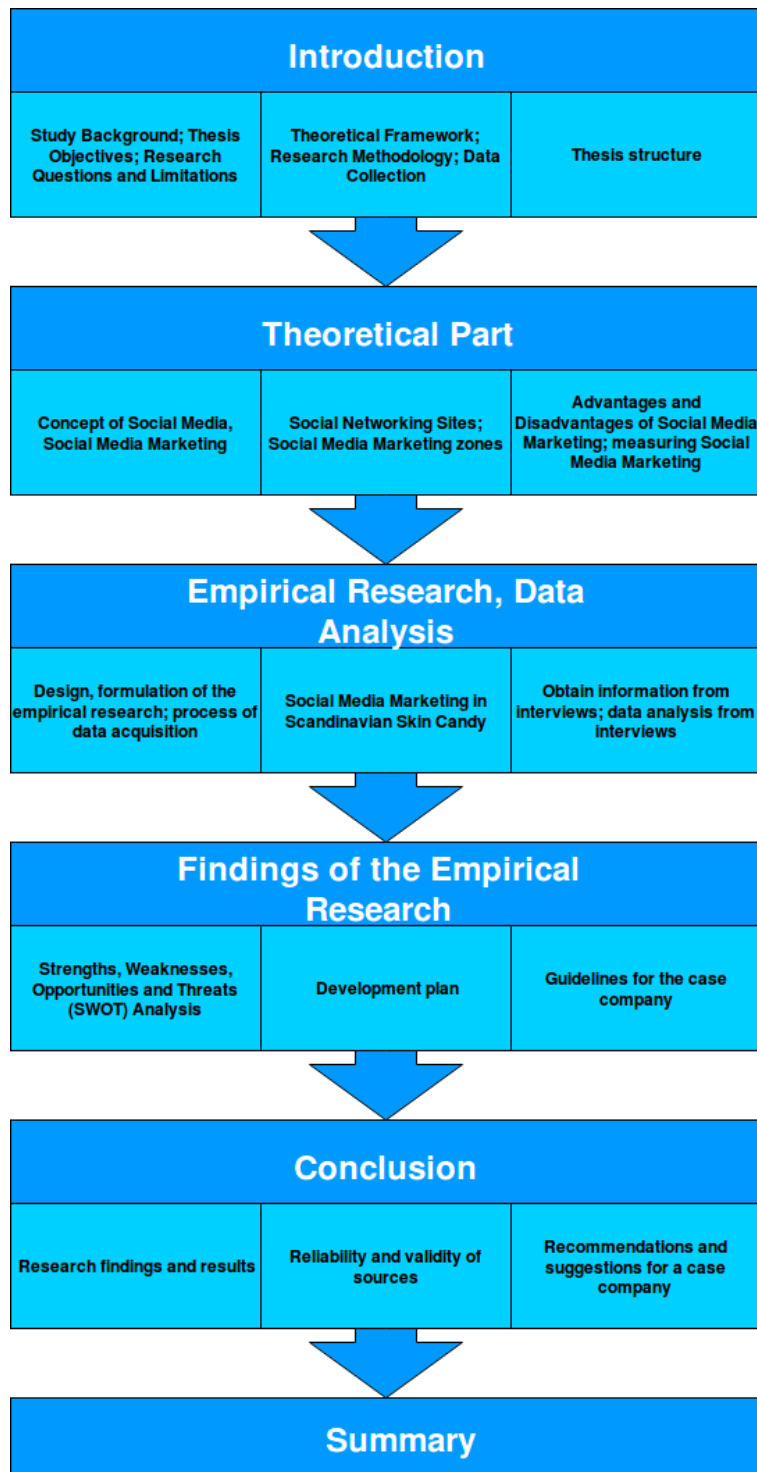 Introduction
Study Background; Thesis
Objectives; Research
Questions and Limitations
Theoretical Framework;
Research Methodology; Data
Collection
Thesis structure
Theoretical Part
Concept of Social Media,
Social Media Marketing
Social Networking Sites;
Social Media Marketing zones
Advantages and
Disadvantages of Social Media
Marketing; measuring Social
Media Marketing
Empirical Research, Data
Analysis
Design, formulation of the
empirical research; process of
data acquisition
Social Media Marketing in
Scandinavian Skin Candy
Obtain information from
interviews; data analysis from
interviews
Findings of the Empirical
Research
Strengths, Weaknesses,
Opportunities and Threats
(SWOT) Analysis
Development plan
Guidelines for the case
company
Conclusion
Research findings and results
Reliability and validity of
sources
Recommendations and
suggestions for a case
company
Summary